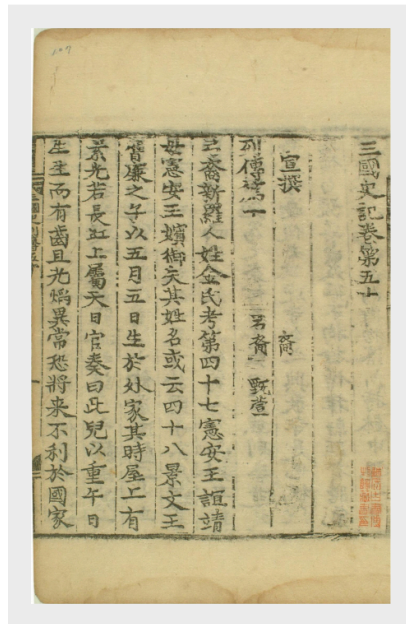 三國史記卷第五十
宣撰
列傳第十 弓裔 甄萱
弓裔新羅人姓金氏考第四十七憲安王誼靖
母憲安王嬪御失其姓名或云四十八景文王
膺廉之子以五月五日生於外家其時屋上有
素光若長虹上屬天日官奏曰此兒以重午日
生生而有齒且光焰異常恐將來不利於國家